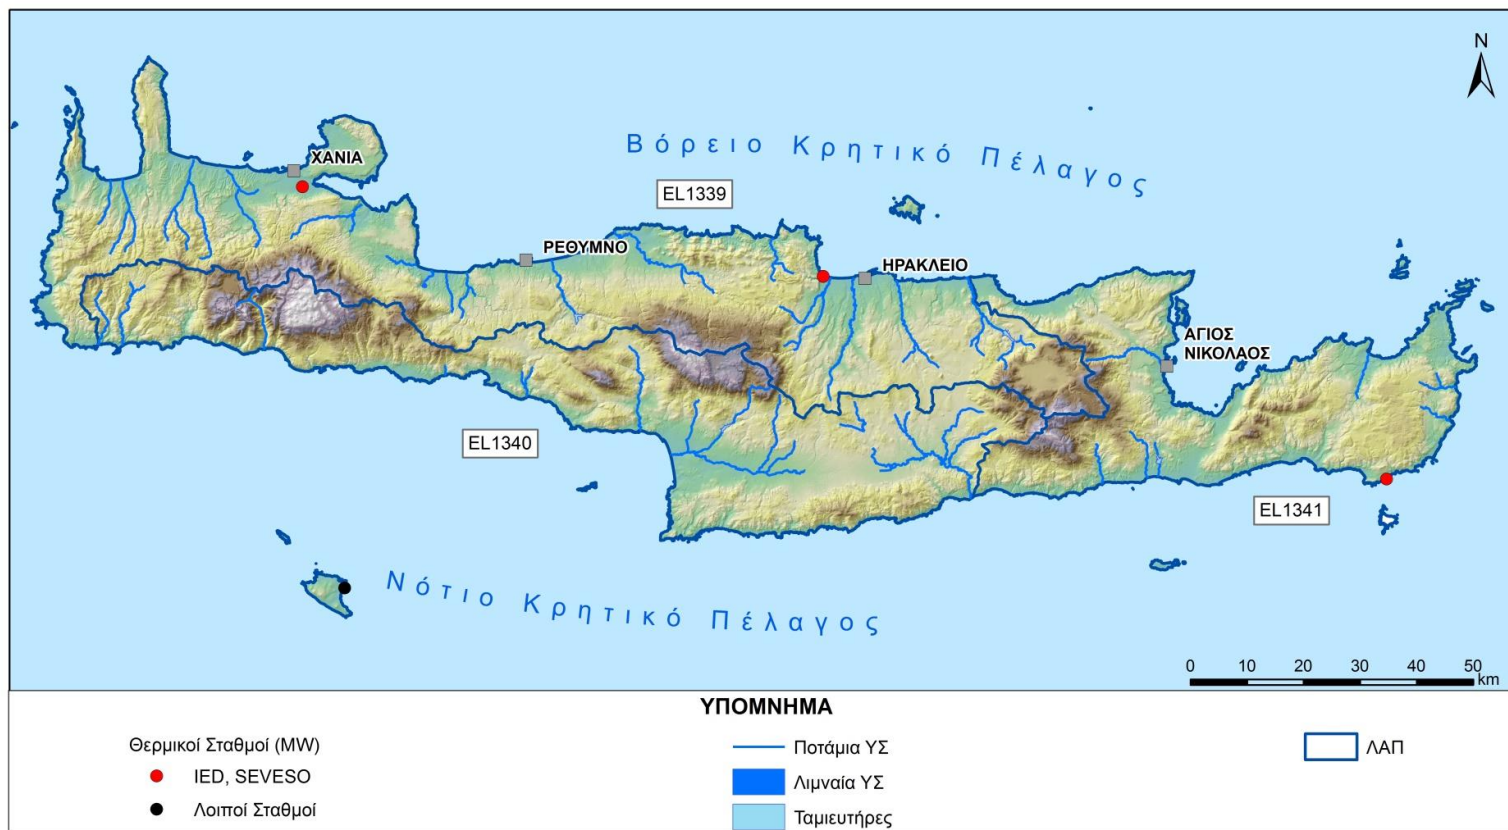 N
Βόρειο Κρητικό Πέλαγος
ΧΑΝΙΑ
EL1339
ΡΕΘΥΜΝΟ
ΗΡΑΚΛΕΙΟ
ΑΓΙΟΣ
ΝΙΚΟΛΑΟΣ
EL1340
EL1341
Νότιο Κρητικό Πέλαγος
0 10 20 30 40 50
km
ΥΠΟΜΝΗΜΑ
Θερμικοί Σταθμοί (MW)
IED, SEVESO
Λοιποί Σταθμοί
Ποτάμια ΥΣ
Λιμναία ΥΣ
Ταμιευτήρες
ΛΑΠ